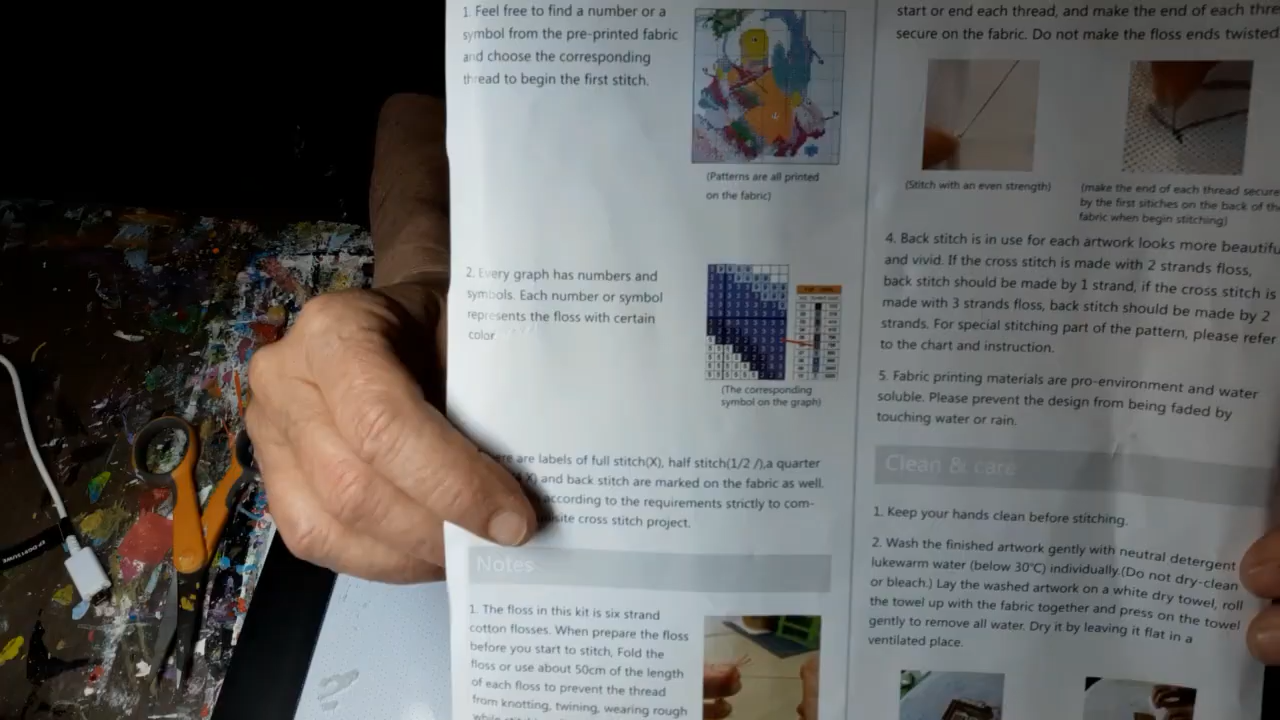 1. Feel free to find a number or a
symbol from the pre-printed fabric
and choose the corresponding
thread to begin the first stitch.
(Patterns are all printed
on the fabric)
2. Every graph has numbers and
symbols. Each number or symbol
represents the floss with certain
color
(The corresponding
symbol on the graph)
are labels of full stitch(X), half stitch(1/2 /),a quarter
X) and back stitch are marked on the fabric as well.
according to the requirements strictly to com-
cross stitch project.
Notes
1. The floss in this kit is six strand
cotton flosses. When prepare the floss
before you start to stitch, Fold the
floss or use about 50cm of the length
of each floss to prevent the thread
from knotting, twining, wearing rough
start or end each thread, and make the end of each
secure on the fabric. Do not make the floss ends twisted
(Stitch with an even strength)
(make the end of each thread secure
by the first stitches on the back of the
fabric when begin stitching)
4. Back stitch is in use for each artwork looks more
and vivid. If the cross stitch is made with 2 strands floss,
back stitch should be made by 1 strand, if the cross stitch is
made with 3 strands floss, back stitch should be made by 2
strands. For special stitching part of the pattern, please refer
to the chart and instruction.
5. Fabric printing materials are pro-environment and water
soluble. Please prevent the design from being faded by
touching water or rain.
Clean & care
1. Keep your hands clean before stitching.
2. Wash the finished artwork gently with neutral detergent
lukewarm water (below 30℃) individually.(Do not dry-clean
or bleach.) Lay the washed artwork on a white dry towel, roll
the towel up with the fabric together and press on the towel
gently to remove all water. Dry it by leaving it flat in a
ventilated place.